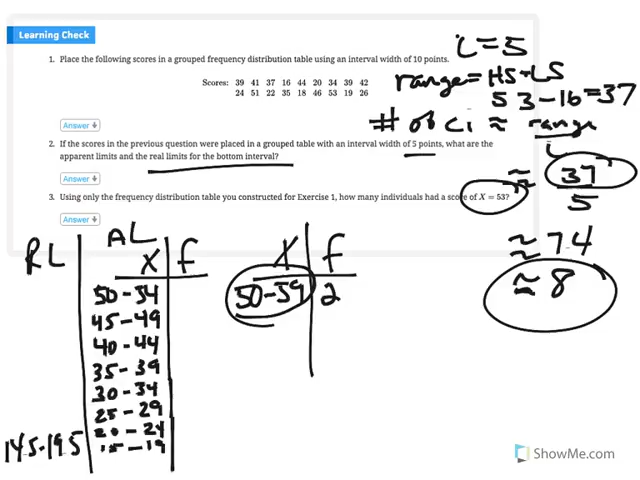 Learning Check
1. Place the following scores in a grouped frequency distribution table using an interval width of 10 points.
Scores: 39 41 37 16 44 20 34 39 42
24 51 22 35 18 46 53 19 26
Answer
2. If the scores in the previous question were placed in a grouped table with an interval width of 5 points, what are the
apparent limits and the real limits for the bottom interval?
Answer
3. Using only the frequency distribution table you constructed for Exercise 1, how many individuals had a score of X = 53?
Answer
i = 5
range = HS - LS
53 - 16 = 37
# of CI ≈ range
i
≈ 37
5
≈ 7.4
≈ 8
RL AL
X f
50 - 54
45 - 49
40 - 44
35 - 39
30 - 34
25 - 29
20 - 24
14.5 - 19.5 15 - 19
X f
50 - 59 2
ShowMe.com